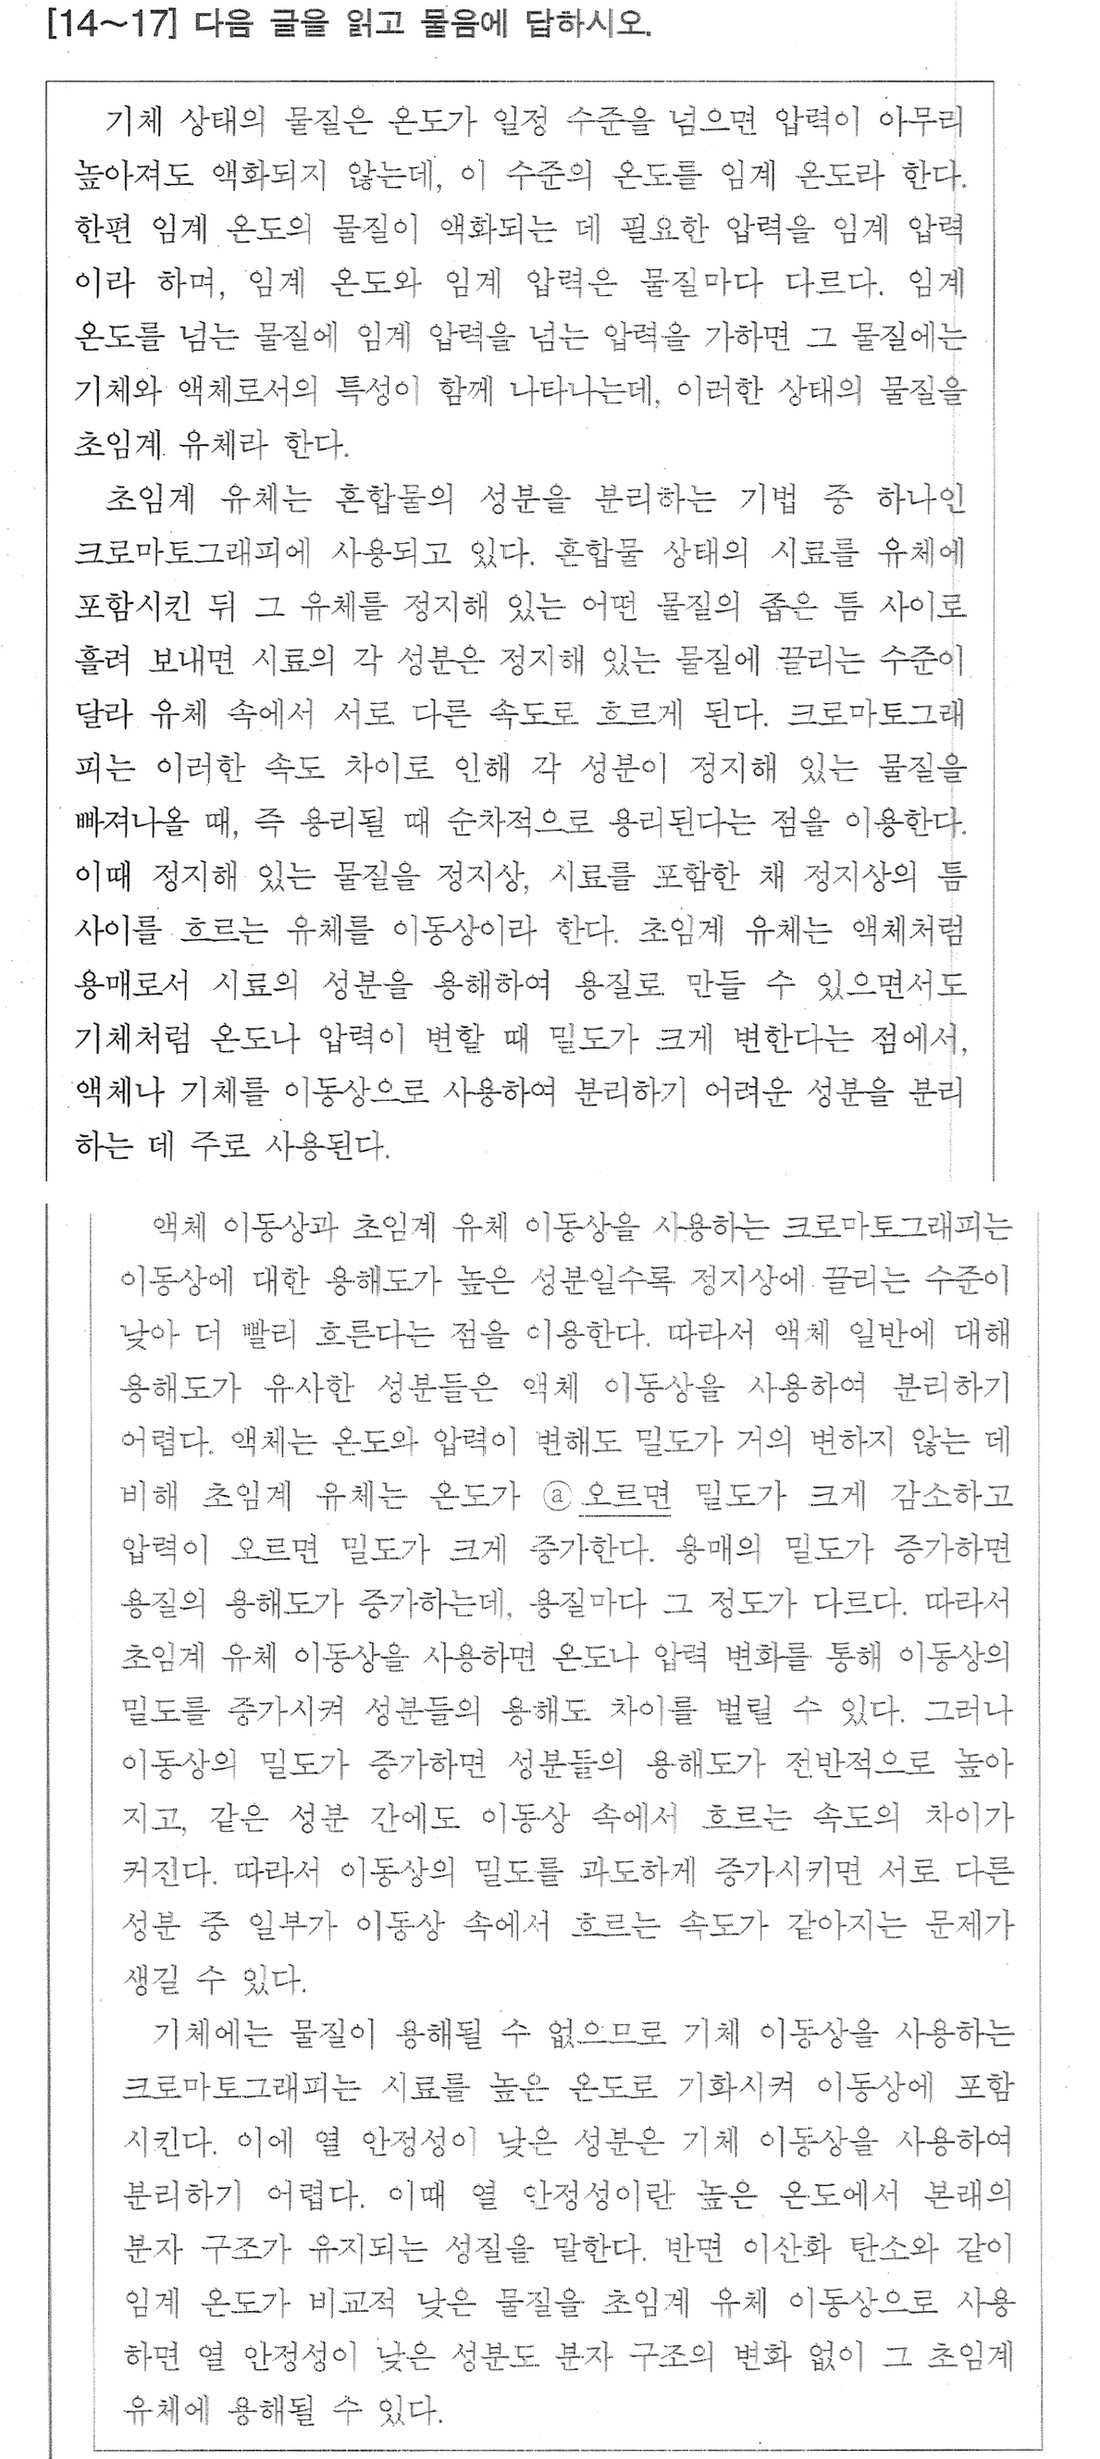 [14~17] 다음 글을 읽고 물음에 답하시오.
기체 상태의 물질은 온도가 일정 수준을 넘으면 압력이 아무리
높아져도 액화되지 않는데, 이 수준의 온도를 임계 온도라 한다.
한편 임계 온도의 물질이 액화되는 데 필요한 압력을 임계 압력
이라 하며, 임계 온도와 임계 압력은 물질마다 다르다. 임계
온도를 넘는 물질에 임계 압력을 넘는 압력을 가하면 그 물질에는
기체와 액체로서의 특성이 함께 나타나는데, 이러한 상태의 물질을
초임계 유체라 한다.
초임계 유체는 혼합물의 성분을 분리하는 기법 중 하나인
크로마토그래피에 사용되고 있다. 혼합물 상태의 시료를 유체에
포함시킨 뒤 그 유체를 정지해 있는 어떤 물질의 좁은 틈 사이로
흘려 보내면 시료의 각 성분은 정지해 있는 물질에 끌리는 수준이
달라 유체 속에서 서로 다른 속도로 흐르게 된다. 크로마토그래
피는 이러한 속도 차이로 인해 각 성분이 정지해 있는 물질을
빠져나올 때, 즉 용리될 때 순차적으로 용리된다는 점을 이용한다.
이때 정지해 있는 물질을 정지상, 시료를 포함한 채 정지상의 틈
사이를 흐르는 유체를 이동상이라 한다. 초임계 유체는 액체처럼
용매로서 시료의 성분을 용해하여 용질로 만들 수 있으면서도
기체처럼 온도나 압력이 변할 때 밀도가 크게 변한다는 점에서,
액체나 기체를 이동상으로 사용하여 분리하기 어려운 성분을 분리
하는 데 주로 사용된다.
액체 이동상과 초임계 유체 이동상을 사용하는 크로마토그래피는
이동상에 대한 용해도가 높은 성분일수록 정지상에 끌리는 수준이
낮아 더 빨리 흐른다는 점을 이용한다. 따라서 액체 일반에 대해
용해도가 유사한 성분들은 액체 이동상을 사용하여 분리하기
어렵다. 액체는 온도와 압력이 변해도 밀도가 거의 변하지 않는 데
비해 초임계 유체는 온도가 ⓐ오르면 밀도가 크게 감소하고
압력이 오르면 밀도가 크게 증가한다. 용매의 밀도가 증가하면
용질의 용해도가 증가하는데, 용질마다 그 정도가 다르다. 따라서
초임계 유체 이동상을 사용하면 온도나 압력 변화를 통해 이동상의
밀도를 증가시켜 성분들의 용해도 차이를 벌릴 수 있다. 그러나
이동상의 밀도가 증가하면 성분들의 용해도가 전반적으로 높아
지고, 같은 성분 간에도 이동상 속에서 흐르는 속도의 차이가
커진다. 따라서 이동상의 밀도를 과도하게 증가시키면 서로 다른
성분 중 일부가 이동상 속에서 흐르는 속도가 같아지는 문제가
생길 수 있다.
기체에는 물질이 용해될 수 없으므로 기체 이동상을 사용하는
크로마토그래피는 시료를 높은 온도로 기화시켜 이동상에 포함
시킨다. 이에 열 안정성이 낮은 성분은 기체 이동상을 사용하여
분리하기 어렵다. 이때 열 안정성이란 높은 온도에서 본래의
분자 구조가 유지되는 성질을 말한다. 반면 이산화 탄소와 같이
임계 온도가 비교적 낮은 물질을 초임계 유체 이동상으로 사용
하면 열 안정성이 낮은 성분도 분자 구조의 변화 없이 그 초임계
유체에 용해될 수 있다.